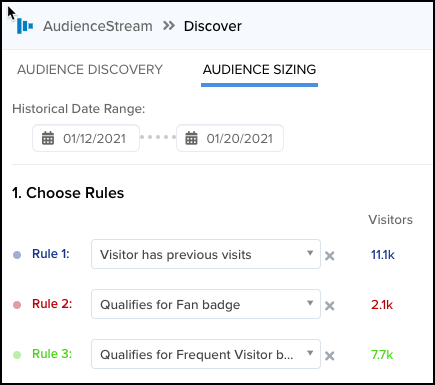 AudienceStream >> Discover
AUDIENCE DISCOVERY AUDIENCE SIZING
Historical Date Range:
01/12/2021 01/20/2021
1. Choose Rules
Visitors
Rule 1: Visitor has previous visits 11.1k
Rule 2: Qualifies for Fan badge 2.1k
Rule 3: Qualifies for Frequent Visitor b... 7.7k